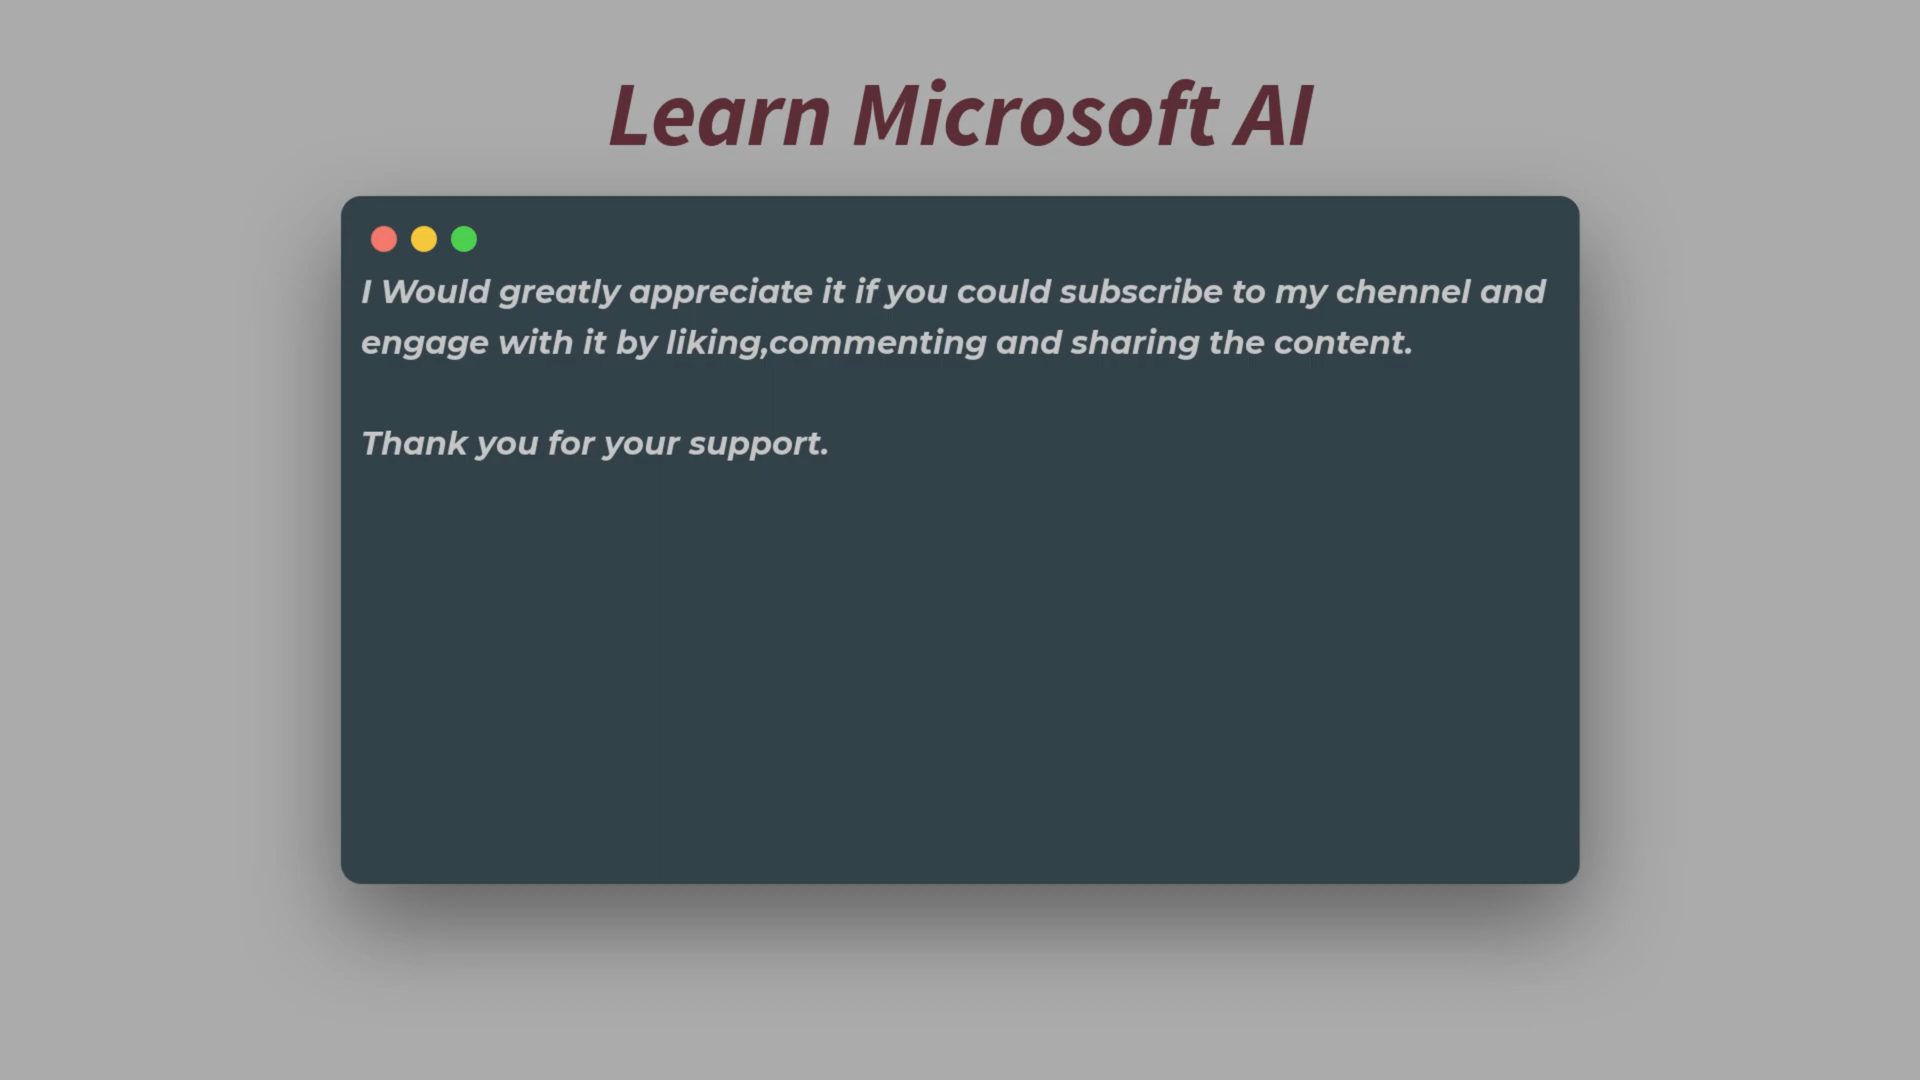 Learn Microsoft AI
I Would greatly appreciate it if you could subscribe to my chennel and
engage with it by liking,commenting and sharing the content.
Thank you for your support.